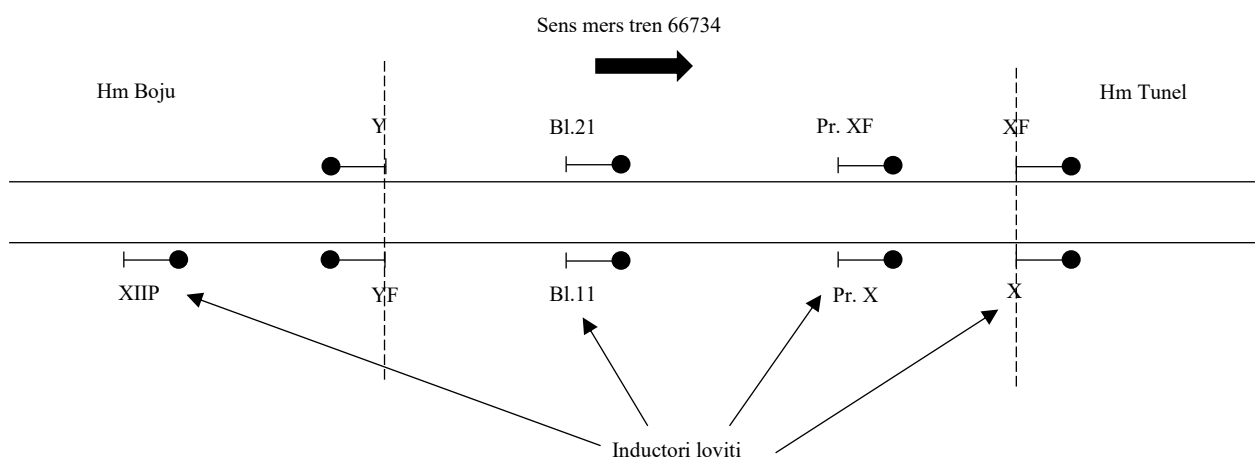 Sens mers tren 66734
Hm Boju
Hm Tunel
Y
Bl.21
Pr. XF
XF
XIIP
YF
Bl.11
Pr. X
X
Inductori loviti